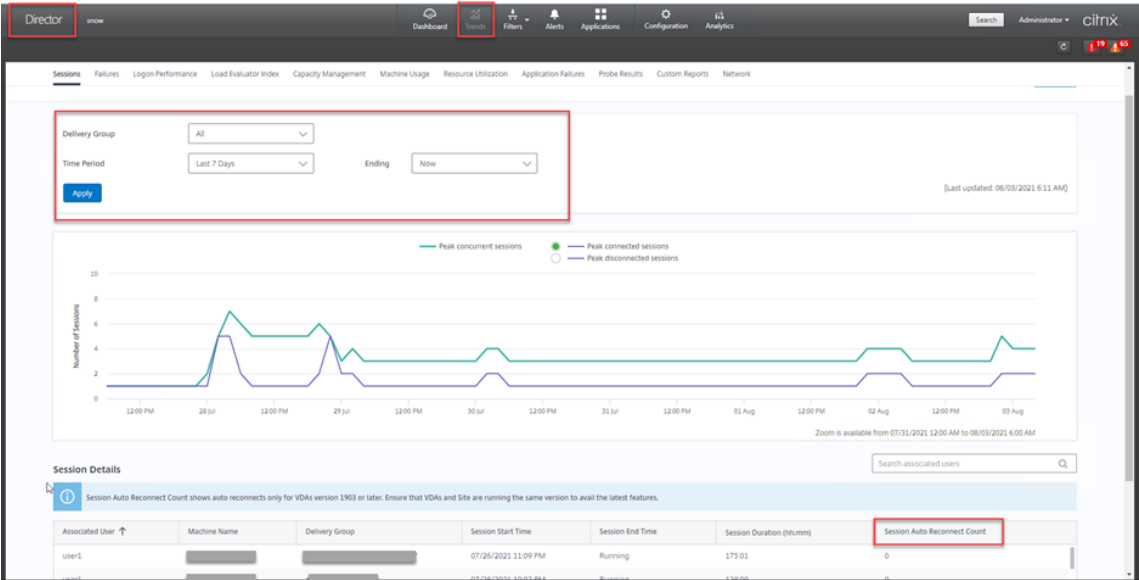 Director snow Dashboard Trends Filters Alerts Applications Configuration Analytics Search Administrator citrix
19 65
Sessions Failures Logon Performance Load Evaluator Index Capacity Management Machine Usage Resource Utilization Application Failures Probe Results Custom Reports Network
Delivery Group All
Time Period Last 7 Days Ending Now
Apply [Last updated: 08/03/2021 6:11 AM]
Peak concurrent sessions Peak connected sessions
Peak disconnected sessions
10
8
6
4
2
0
Number of Sessions
12:00 PM 28 Jul 12:00 PM 29 Jul 12:00 PM 30 Jul 12:00 PM 31 Jul 12:00 PM 01 Aug 12:00 PM 02 Aug 12:00 PM 03 Aug
Zoom is available from 07/31/2021 12:00 AM to 08/03/2021 6:00 AM
Session Details Search associated users
Session Auto Reconnect Count shows auto reconnects only for VDAs version 1903 or later. Ensure that VDAs and Site are running the same version to avail the latest features.
Associated User Machine Name Delivery Group Session Start Time Session End Time Session Duration (hh:mm) Session Auto Reconnect Count
user1 07/26/2021 11:09 PM Running 175:01 0